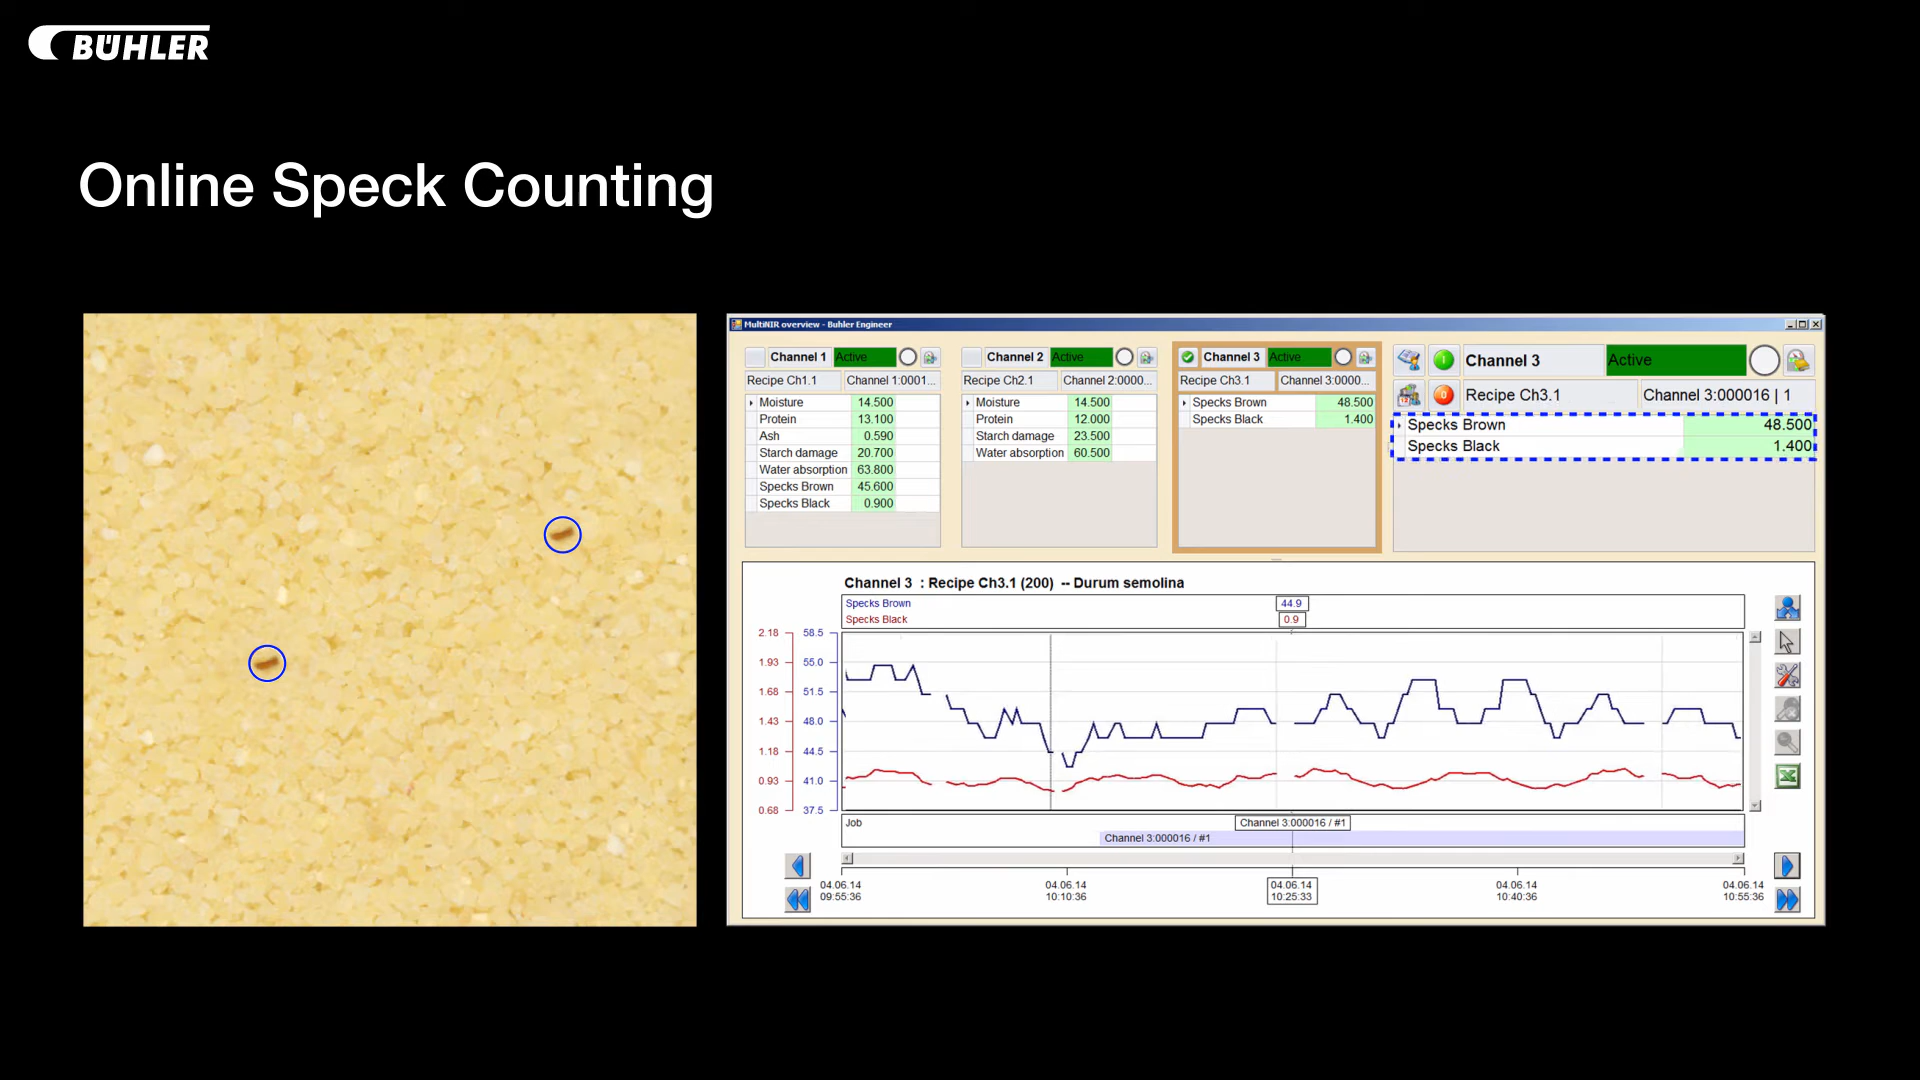 BÜHLER
Online Speck Counting
MultiNIR overview - Buhler Engineer
Channel 1 Active
Recipe Ch1.1 Channel 1:0001...
Moisture 14.500
Protein 13.100
Ash 0.590
Starch damage 20.700
Water absorption 63.800
Specks Brown 45.600
Specks Black 0.900
Channel 2 Active
Recipe Ch2.1 Channel 2:0000...
Moisture 14.500
Protein 12.000
Starch damage 23.500
Water absorption 60.500
Channel 3 Active
Recipe Ch3.1 Channel 3:0000...
Specks Brown 48.500
Specks Black 1.400
Channel 3 Active
Recipe Ch3.1 Channel 3:000016 | 1
Specks Brown 48.500
Specks Black 1.400
Channel 3 : Recipe Ch3.1 (200) -- Durum semolina
Specks Brown 44.9
Specks Black 0.9
2.18 58.5
1.93 55.0
1.68 51.5
1.43 48.0
1.18 44.5
0.93 41.0
0.68 37.5
Job Channel 3:000016 / #1
Channel 3:000016 / #1
04.06.14 04.06.14 04.06.14 04.06.14 04.06.14
09:55:36 10:10:36 10:25:33 10:40:36 10:55:36